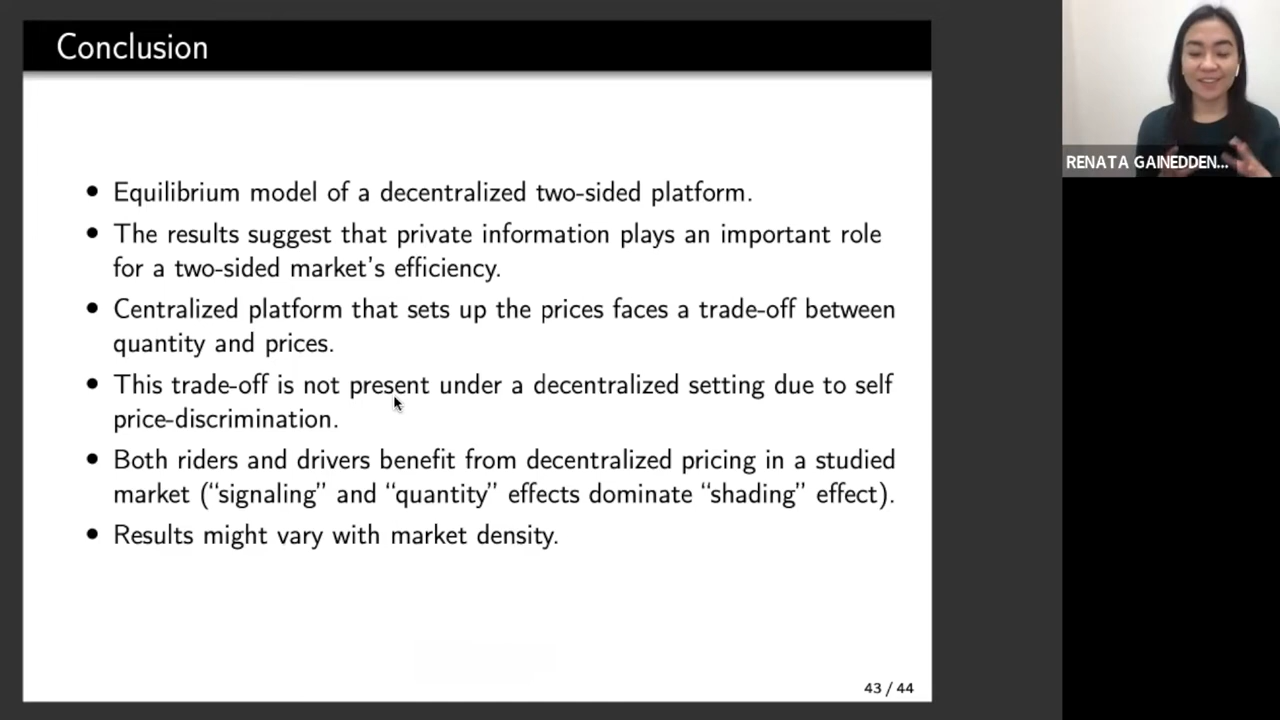 Conclusion
RENATA GAINEDDEN...
• Equilibrium model of a decentralized two-sided platform.
• The results suggest that private information plays an important role
for a two-sided market's efficiency.
• Centralized platform that sets up the prices faces a trade-off between
quantity and prices.
• This trade-off is not present under a decentralized setting due to self
price-discrimination.
• Both riders and drivers benefit from decentralized pricing in a studied
market (“signaling” and “quantity” effects dominate “shading” effect).
• Results might vary with market density.
43 / 44